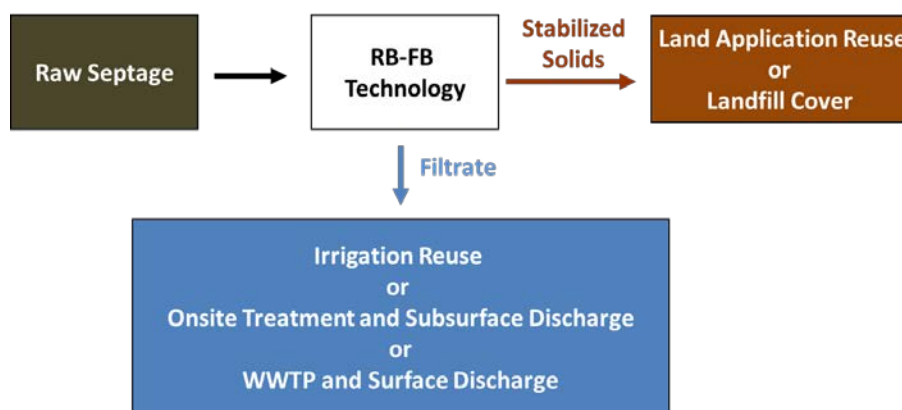 Raw Septage
RB-FB
Technology
Stabilized
Solids
Land Application Reuse
or
Landfill Cover
Filtrate
Irrigation Reuse
or
Onsite Treatment and Subsurface Discharge
or
WWTP and Surface Discharge